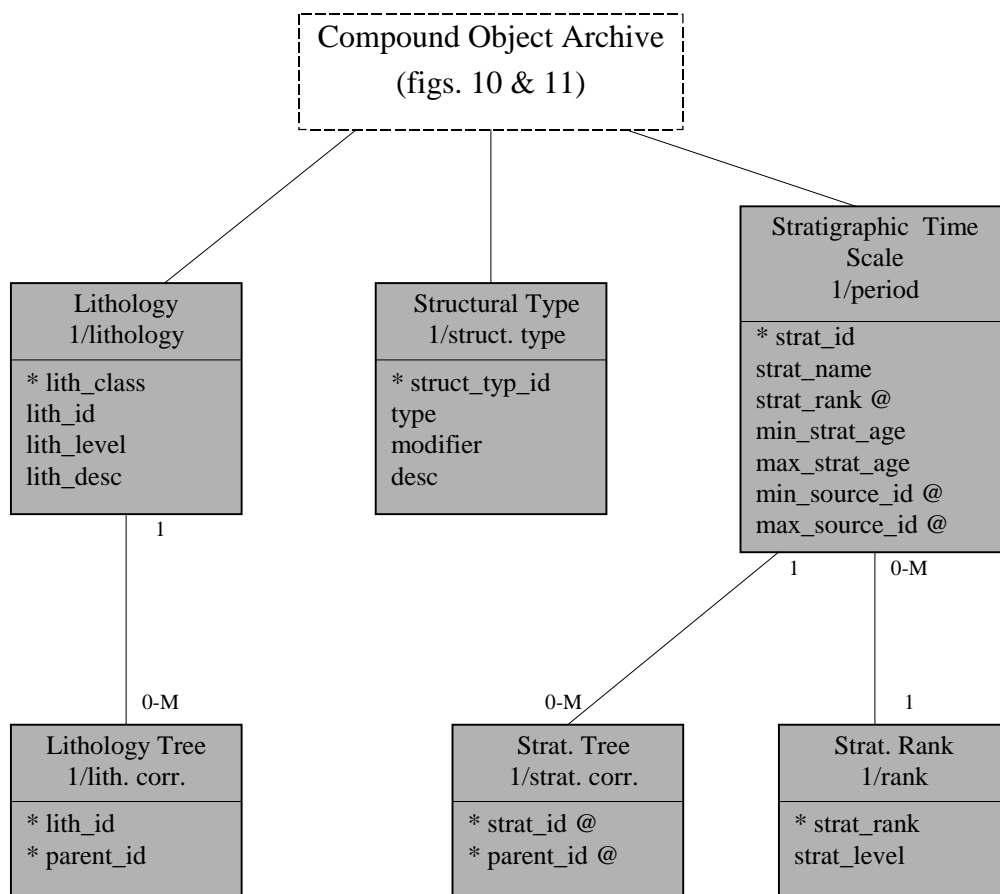 Compound Object Archive
(figs. 10 & 11)
Lithology
1/lithology
* lith_class
lith_id
lith_level
lith_desc
Structural Type
1/struct. type
* struct_typ_id
type
modifier
desc
Stratigraphic Time
Scale
1/period
* strat_id
strat_name
strat_rank @
min_strat_age
max_strat_age
min_source_id @
max_source_id @
1
0-M
1
0-M
0-M
1
Lithology Tree
1/lith. corr.
* lith_id
* parent_id
Strat. Tree
1/strat. corr.
* strat_id @
* parent_id @
Strat. Rank
1/rank
* strat_rank
strat_level